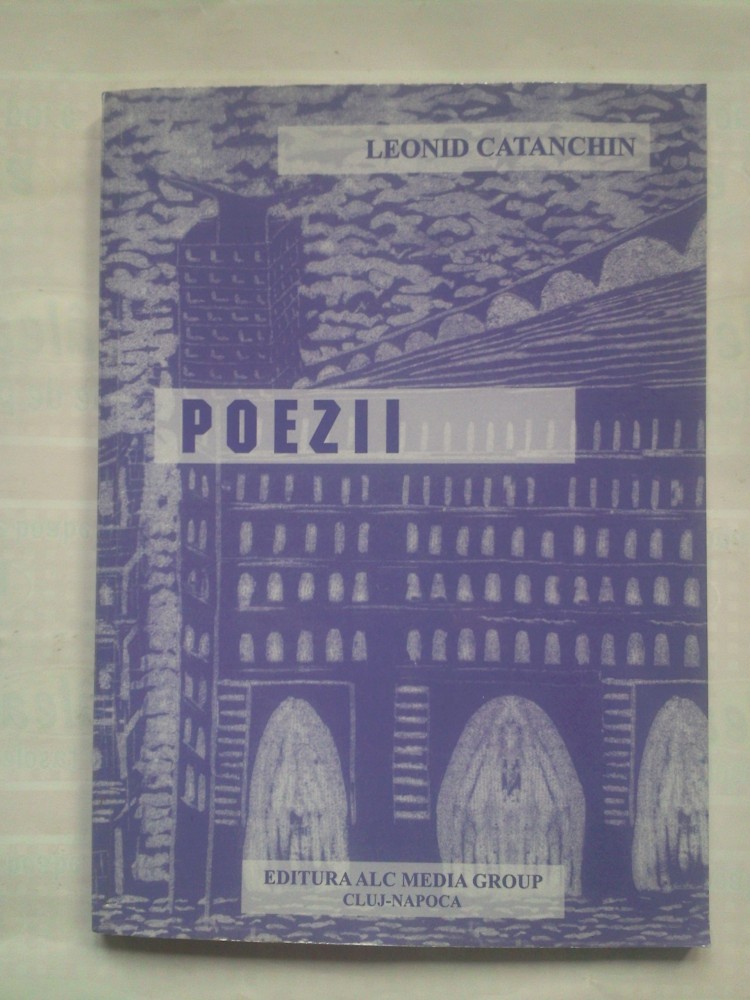 LEONID CATANCHIN
POEZII
EDITURA ALC MEDIA GROUP
CLUJ-NAPOCA